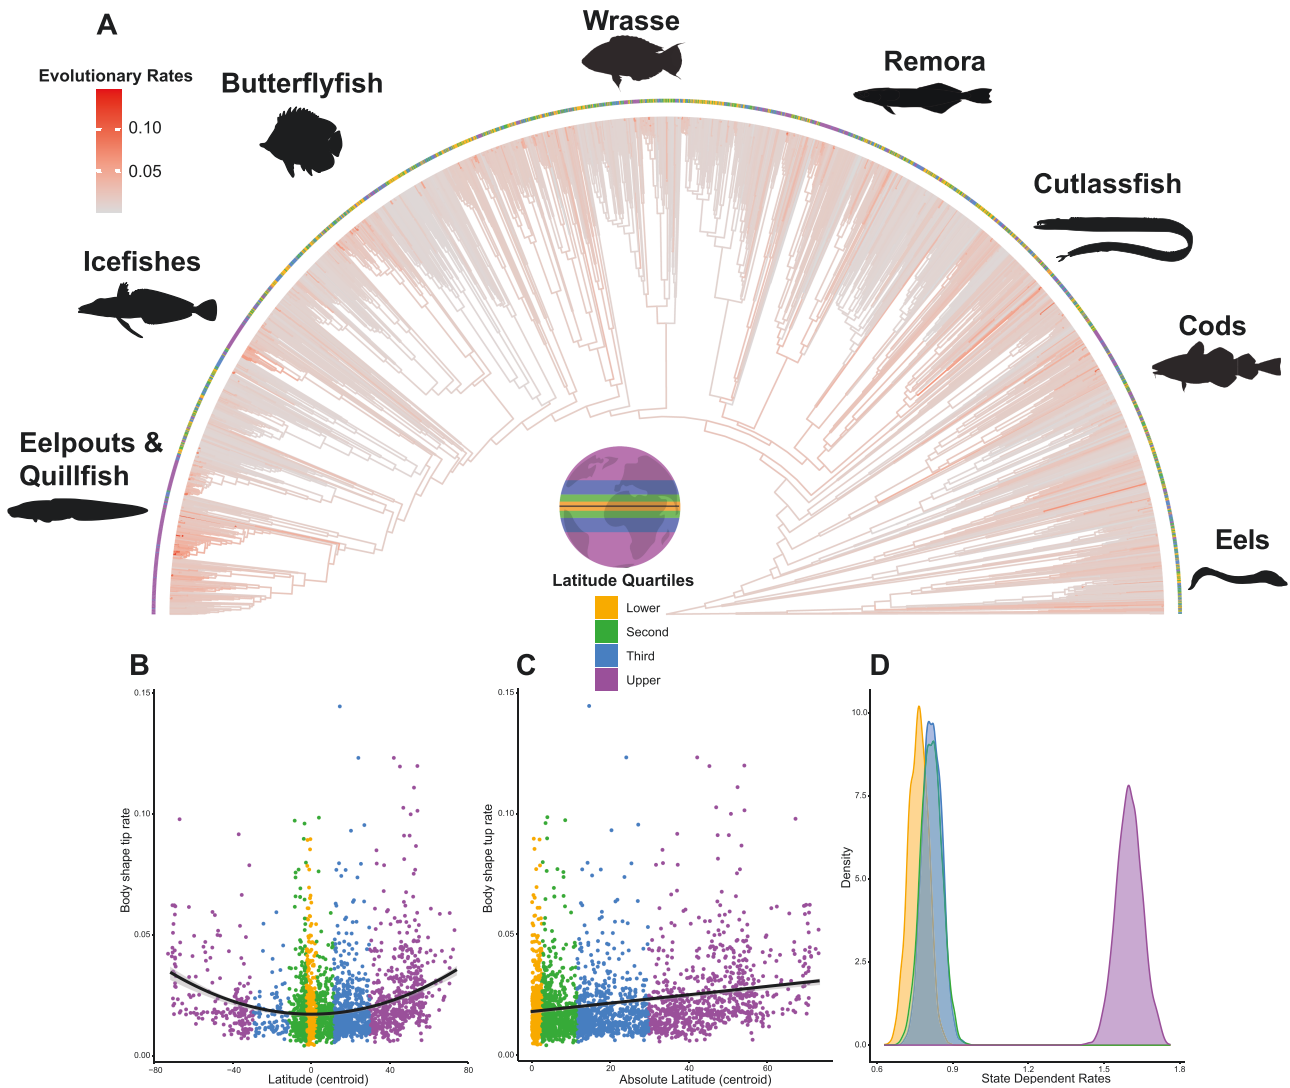 A
Wrasse
Remora
Butterflyfish
Evolutionary Rates
0.10
0.05
Cutlassfish
Icefishes
Cods
Eelpouts &
Quillfish
Eels
Latitude Quartiles
Lower
Second
Third
Upper
B
0.15
0.10
0.05
0.00
Body shape tip rate
−80
−40
0
40
80
Latitude (centroid)
C
0.15
0.10
0.05
0.00
Body shape tup rate
0
20
40
60
Absolute Latitude (centroid)
D
10.0
7.5
5.0
2.5
0.0
Density
0.6
0.9
1.2
1.5
1.8
State Dependent Rates